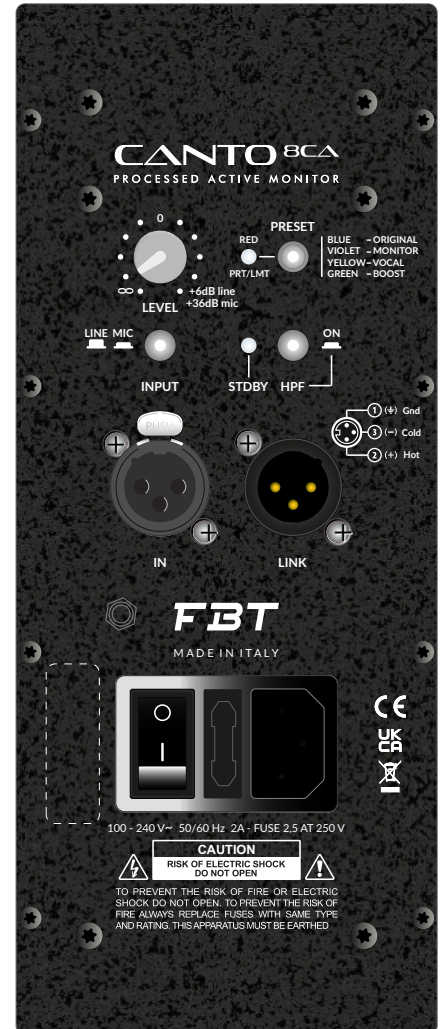 CANTO 8CA
PROCESSED ACTIVE MONITOR
0
∞
+6dB line
+36dB mic
LEVEL
PRESET
RED
PRT/LMT
BLUE – ORIGINAL
VIOLET – MONITOR
YELLOW – VOCAL
GREEN – BOOST
LINE MIC
INPUT
STDBY HPF
ON
PUSH
1 (⏚) Gnd
3 (–) Cold
2 (+) Hot
IN
LINK
FBT
MADE IN ITALY
CE
UK
CA
100 - 240 V~ 50/60 Hz 2A - FUSE 2,5 AT 250 V
CAUTION
RISK OF ELECTRIC SHOCK
DO NOT OPEN
TO PREVENT THE RISK OF FIRE OR ELECTRIC
SHOCK DO NOT OPEN. TO PREVENT THE RISK OF
FIRE ALWAYS REPLACE FUSES WITH SAME TYPE
AND RATING. THIS APPARATUS MUST BE EARTHED